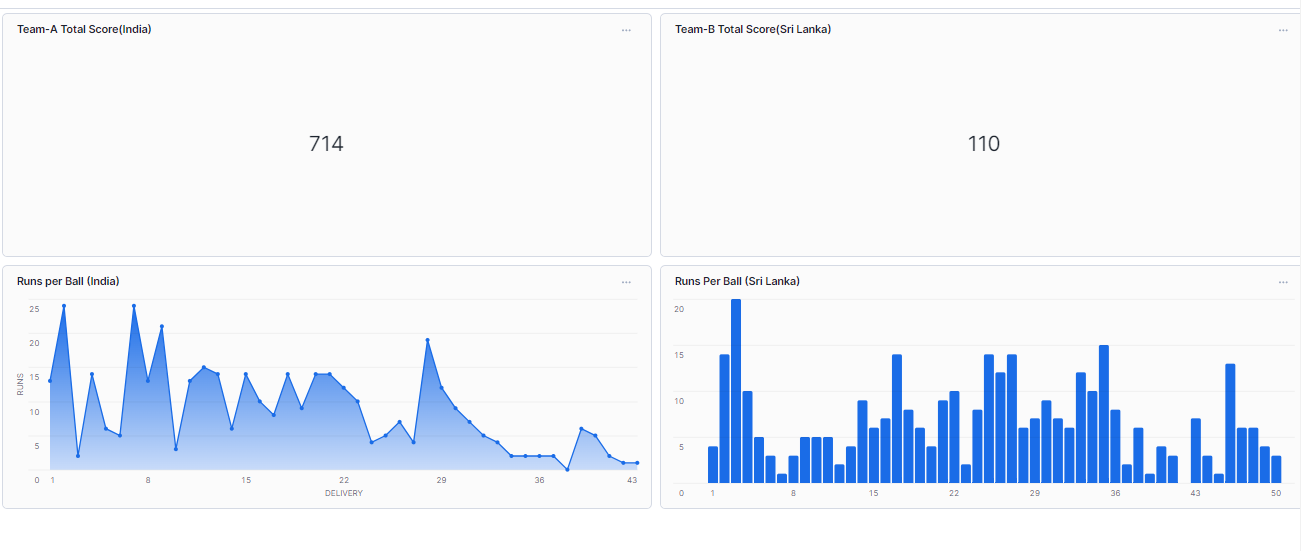 Team-A Total Score(India)
...
Team-B Total Score(Sri Lanka)
...
714
110
Runs per Ball (India)
...
25
20
15
10
5
0
RUNS
1 8 15 22 29 36 43
DELIVERY
Runs Per Ball (Sri Lanka)
...
20
15
10
5
0
1 8 15 22 29 36 43 50